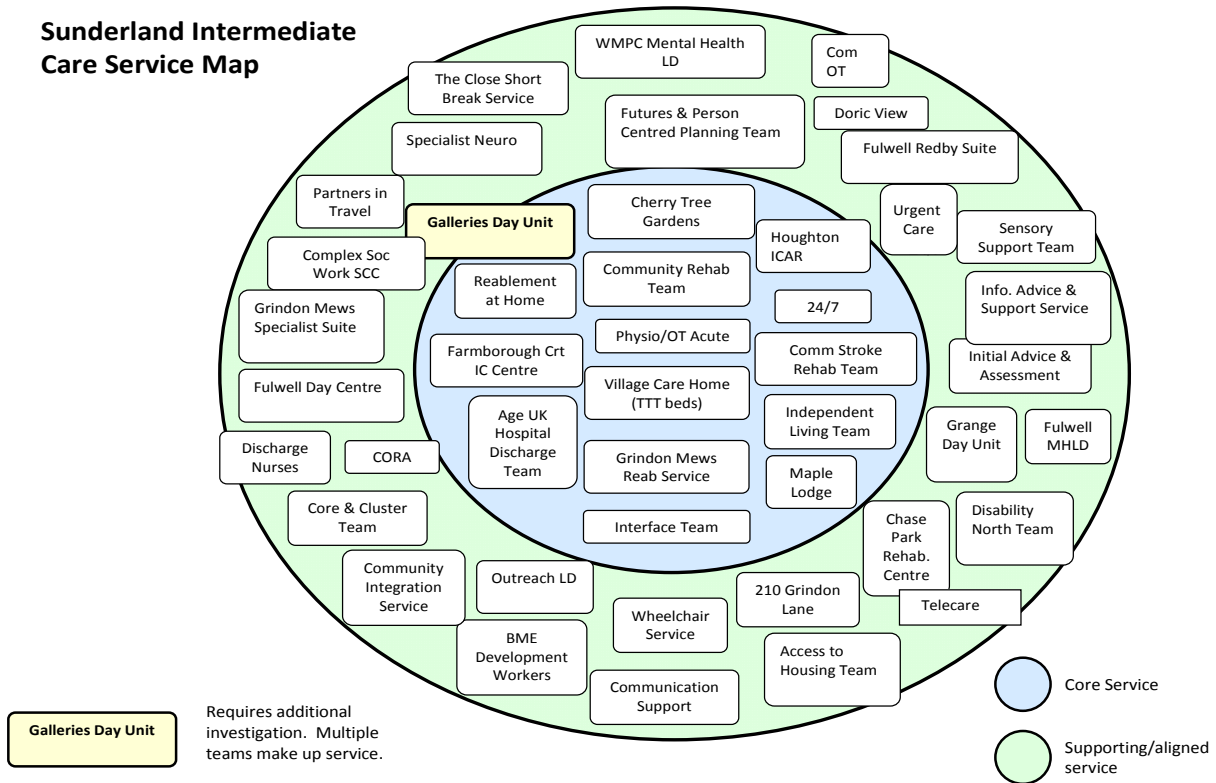 Sunderland Intermediate
Care Service Map
WMPC Mental Health
LD
Com
OT
The Close Short
Break Service
Futures & Person
Centred Planning Team
Doric View
Specialist Neuro
Fulwell Redby Suite
Partners in
Travel
Cherry Tree
Gardens
Urgent
Care
Galleries Day Unit
Sensory
Support Team
Houghton
ICAR
Complex Soc
Work SCC
Community Rehab
Team
Reablement
at Home
Info. Advice &
Support Service
Grindon Mews
Specialist Suite
24/7
Physio/OT Acute
Farmborough Crt
IC Centre
Comm Stroke
Rehab Team
Initial Advice &
Assessment
Fulwell Day Centre
Village Care Home
(TTT beds)
Age UK
Hospital
Discharge
Team
Independent
Living Team
Grange
Day Unit
Fulwell
MHLD
Discharge
Nurses
CORA
Grindon Mews
Reab Service
Maple
Lodge
Core & Cluster
Team
Interface Team
Chase
Park
Rehab.
Centre
Disability
North Team
Community
Integration
Service
Outreach LD
210 Grindon
Lane
Telecare
Wheelchair
Service
BME
Development
Workers
Access to
Housing Team
Communication
Support
Core Service
Supporting/aligned
service
Galleries Day Unit
Requires additional
investigation. Multiple
teams make up service.